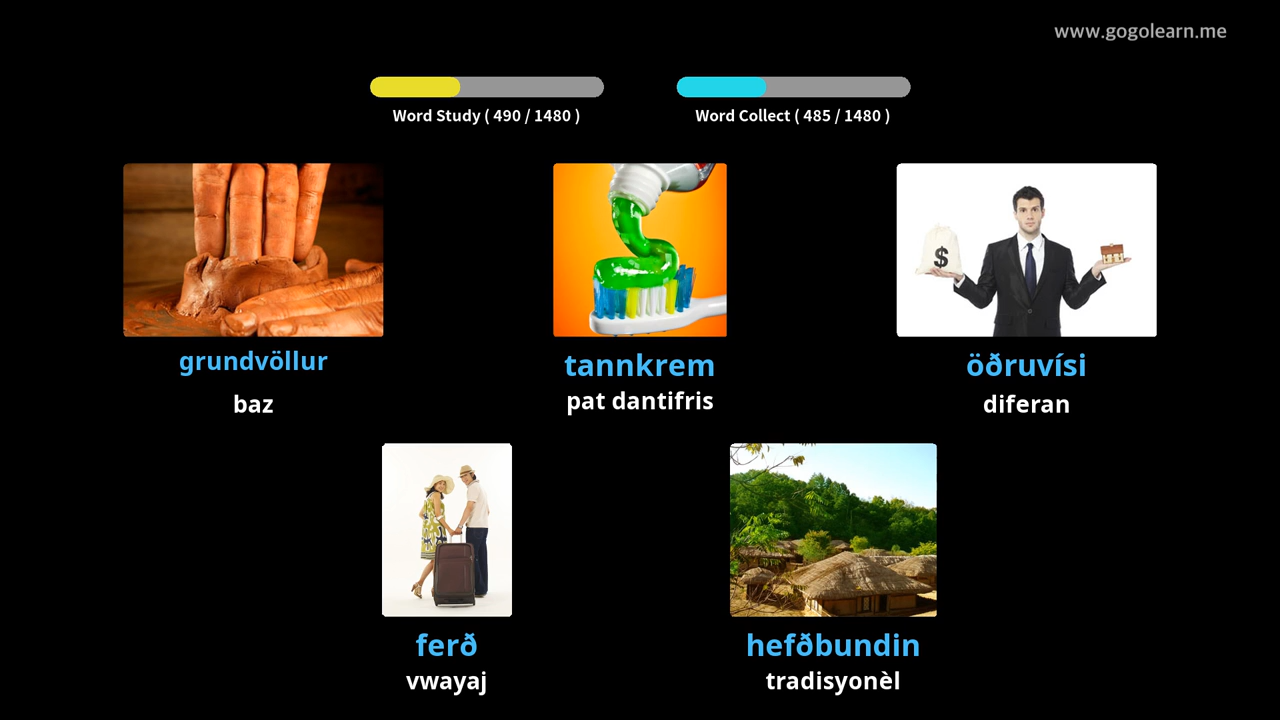 www.gogolearn.me
Word Study ( 490 / 1480 )
Word Collect ( 485 / 1480 )
$
grundvöllur
baz
tannkrem
pat dantifris
öðruvísi
diferan
ferð
vwayaj
hefðbundin
tradisyonèl